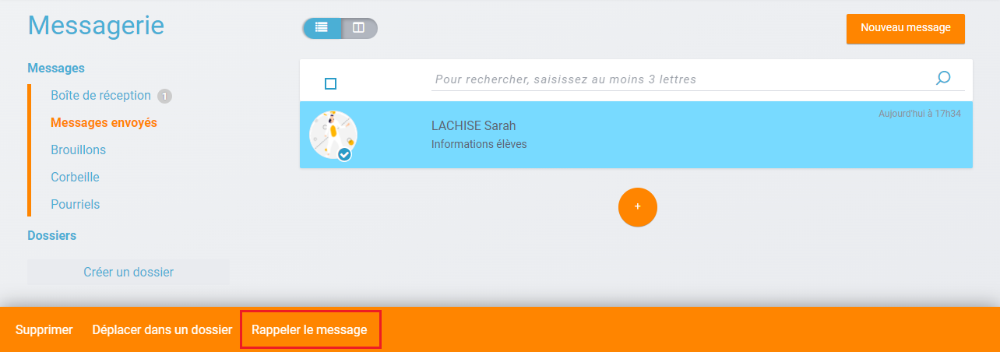 Messagerie
Nouveau message
Messages
Boîte de réception 1
Messages envoyés
Brouillons
Corbeille
Pourriels
Dossiers
Créer un dossier
Pour rechercher, saisissez au moins 3 lettres
Aujourd'hui à 17h34
LACHISE Sarah
Informations élèves
+
Supprimer Déplacer dans un dossier Rappeler le message